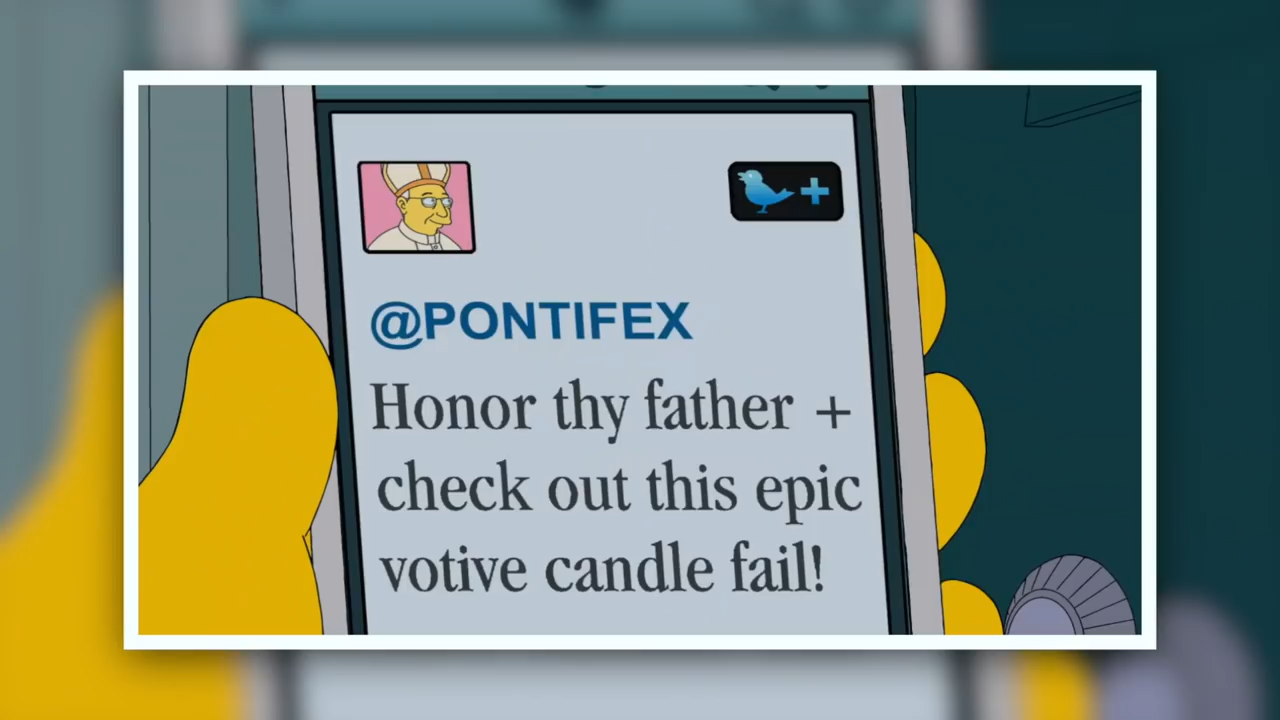 @PONTIFEX
Honor thy father +
check out this epic
votive candle fail!